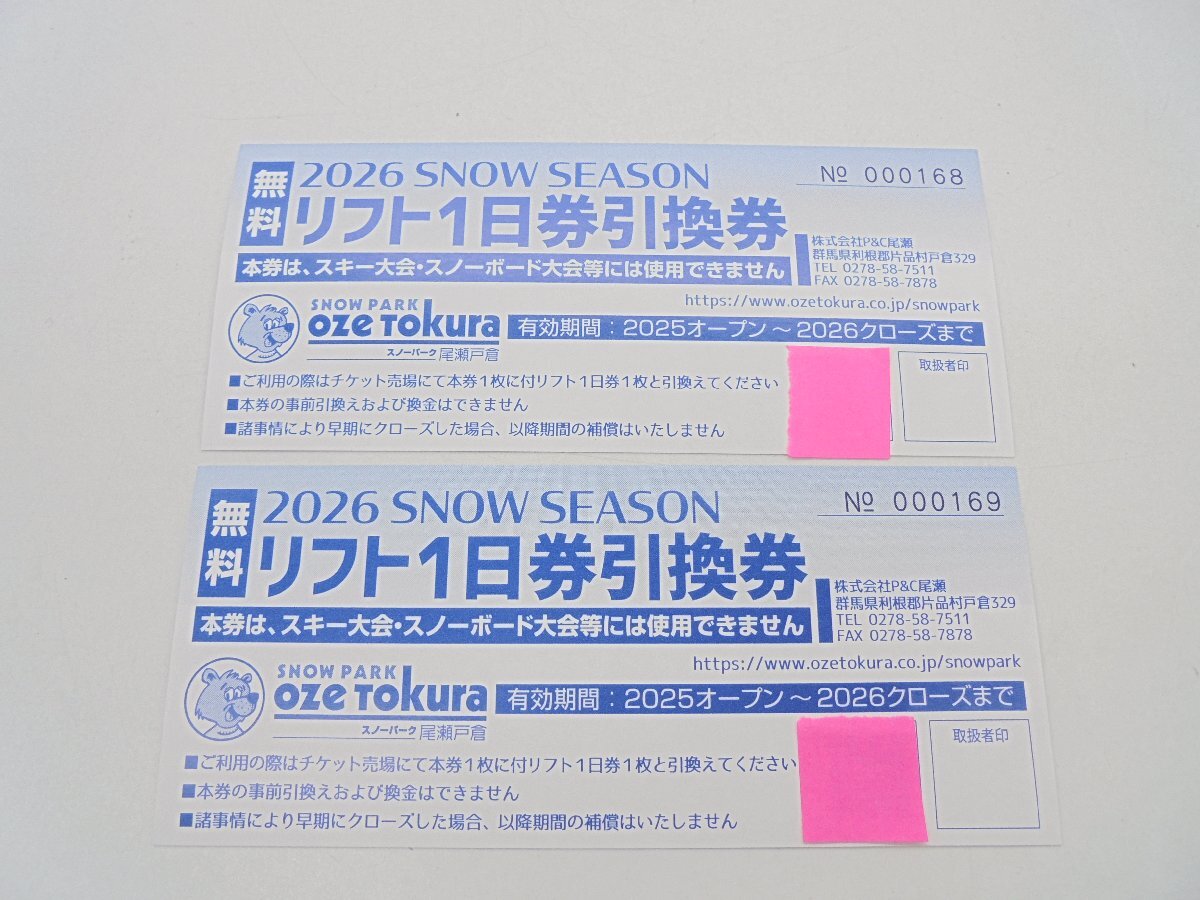 無料
2026 SNOW SEASON
№ 000168
リフト1日券引換券
本券は、スキー大会・スノーボード大会等には使用できません
株式会社P&C尾瀬
群馬県利根郡片品村戸倉329
TEL 0278-58-7511
FAX 0278-58-7878
https://www.ozetokura.co.jp/snowpark
SNOW PARK
oze Tokura
スノーパーク 尾瀬戸倉
有効期間：2025オープン～2026クローズまで
■ご利用の際はチケット売場にて本券1枚に付リフト1日券1枚と引換えてください
■本券の事前引換えおよび換金はできません
■諸事情により早期にクローズした場合、以降期間の補償はいたしません
取扱者印
無料
2026 SNOW SEASON
№ 000169
リフト1日券引換券
本券は、スキー大会・スノーボード大会等には使用できません
株式会社P&C尾瀬
群馬県利根郡片品村戸倉329
TEL 0278-58-7511
FAX 0278-58-7878
https://www.ozetokura.co.jp/snowpark
SNOW PARK
oze Tokura
スノーパーク 尾瀬戸倉
有効期間：2025オープン～2026クローズまで
■ご利用の際はチケット売場にて本券1枚に付リフト1日券1枚と引換えてください
■本券の事前引換えおよび換金はできません
■諸事情により早期にクローズした場合、以降期間の補償はいたしません
取扱者印